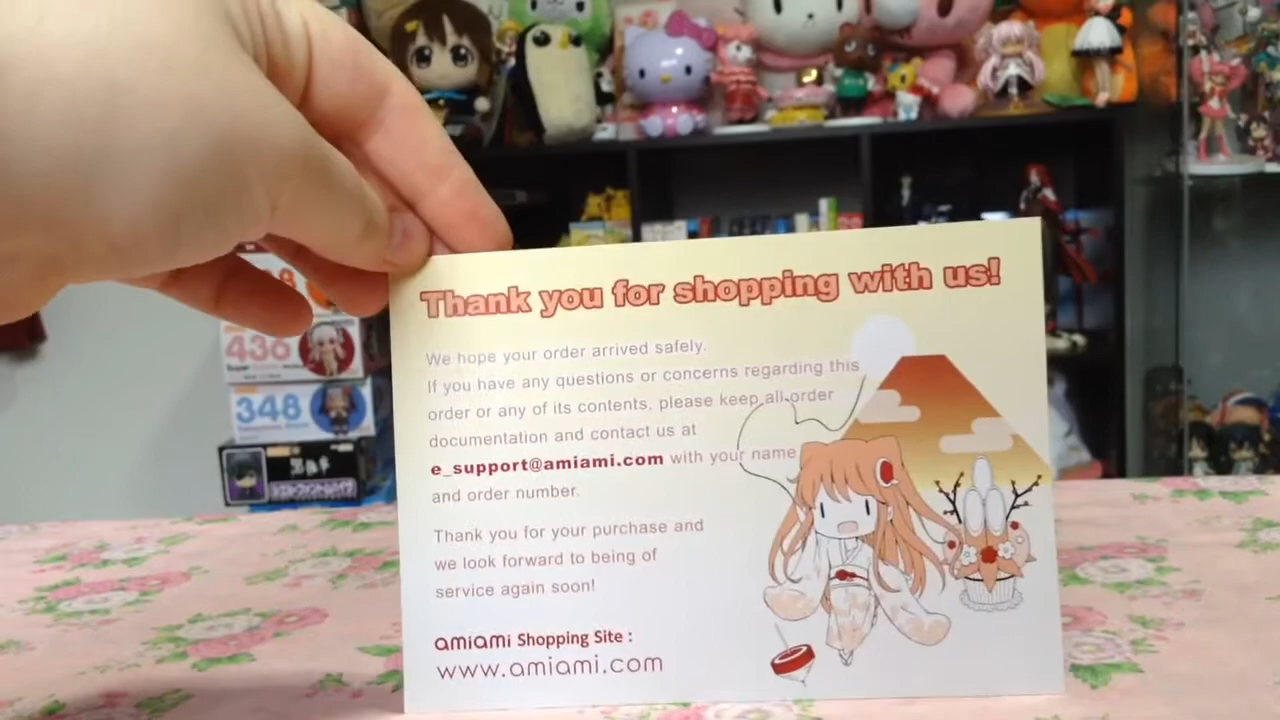 Thank you for shopping with us!
We hope your order arrived safely.
If you have any questions or concerns regarding this
order or any of its contents, please keep all order
documentation and contact us at
e_support@amiami.com with your name
and order number.
Thank you for your purchase and
we look forward to being of
service again soon!
amiami Shopping Site :
www.amiami.com
436
348